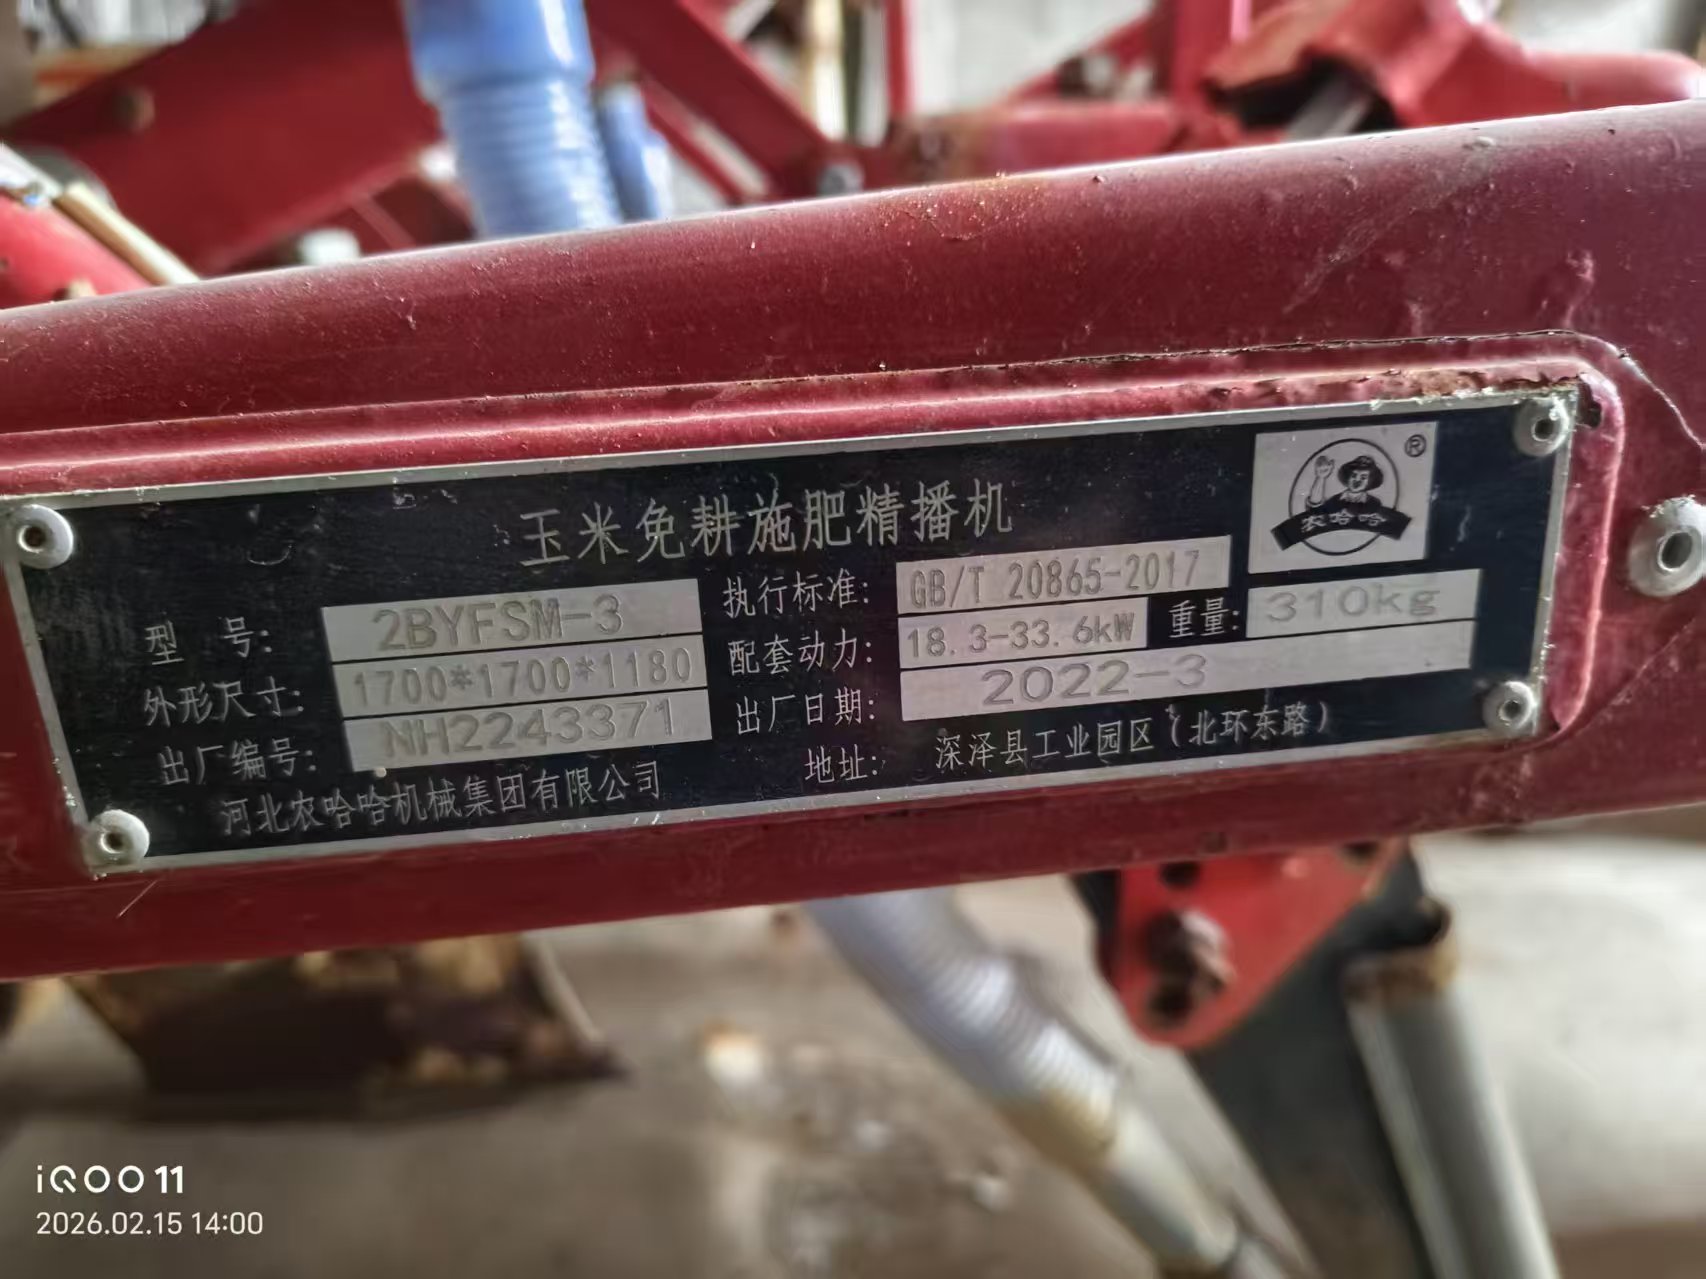 农哈哈
®
玉米免耕施肥精播机
型 号: 2BYFSM-3
执行标准: GB/T 20865-2017
外形尺寸: 1700*1700*1180
配套动力: 18.3-33.6kW 重量: 310kg
出厂编号: NH2243371
出厂日期: 2022-3
河北农哈哈机械集团有限公司
地址: 深泽县工业园区(北环东路)
iQOO 11
2026.02.15 14:00